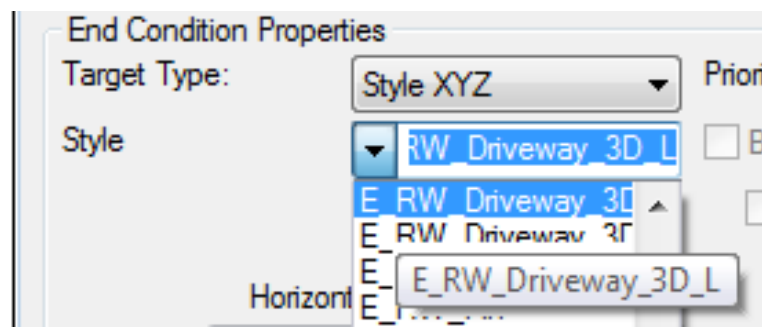 End Condition Properties
Target Type:
Style XYZ
Style
RW_Driveway_3D_L
E_RW_Driveway_3D
E_RW_Driveway_3D
E_RW_Driveway_3D_L